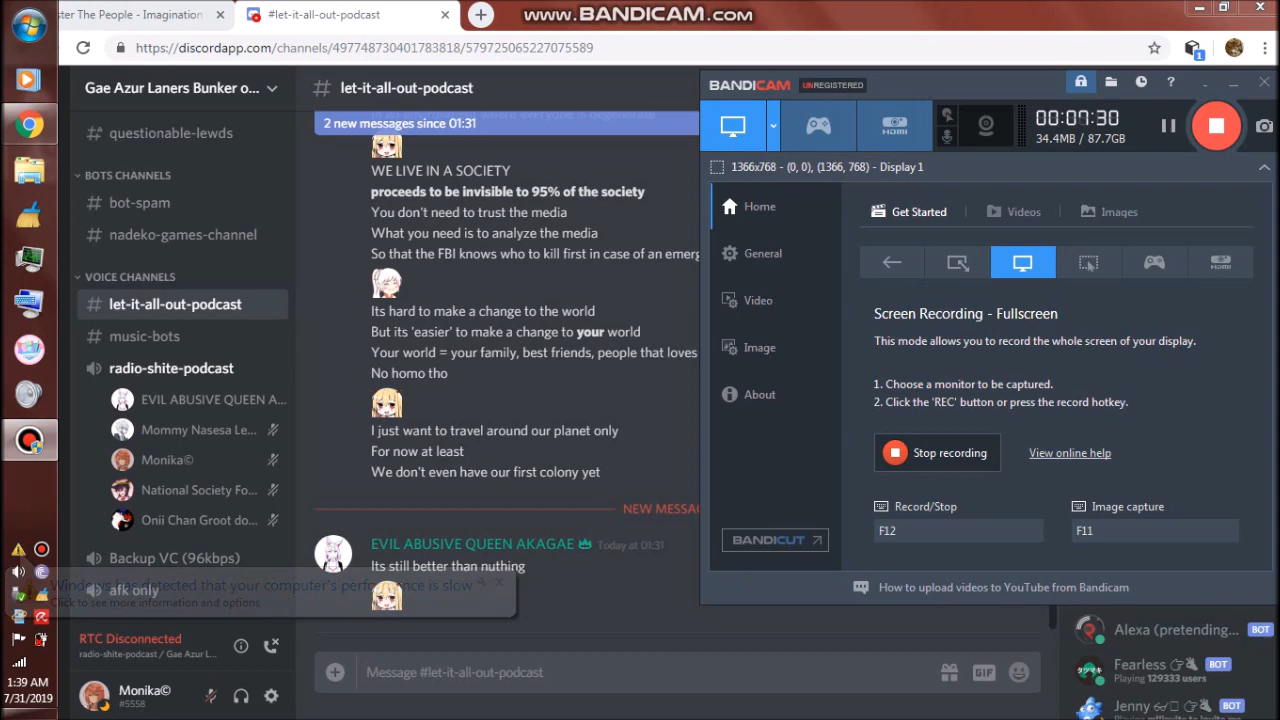 ster The People - Imagination
#let-it-all-out-podcast
www.BANDICAM.com
https://discordapp.com/channels/497748730401783818/579725065227075589
1
Gae Azur Laners Bunker o...
# questionable-lewds
BOTS CHANNELS
# bot-spam
# nadeko-games-channel
VOICE CHANNELS
# let-it-all-out-podcast
# music-bots
radio-shite-podcast
EVIL ABUSIVE QUEEN A...
Mommy Nasesa Le...
Monika©
National Society Fo...
Onii Chan Groot do...
Backup VC (96kbps)
afk only
Windows has detected that your computer's performance is slow
Click to see more information and options
RTC Disconnected
radio-shite-podcast / Gae Azur L...
Monika©
#5558
1:39 AM
7/31/2019
# let-it-all-out-podcast
2 new messages since 01:31
WE LIVE IN A SOCIETY
proceeds to be invisible to 95% of the society
You don't need to trust the media
What you need is to analyze the media
So that the FBI knows who to kill first in case of an emerg
Its hard to make a change to the world
But its 'easier' to make a change to your world
Your world = your family, best friends, people that loves
No homo tho
I just want to travel around our planet only
For now at least
We don't even have our first colony yet
NEW MESSA
EVIL ABUSIVE QUEEN AKAGAE Today at 01:31
Its still better than nuthing
Message #let-it-all-out-podcast
GIF
BANDICAM UNREGISTERED
HDMI
00:07:30
34.4MB / 87.7GB
1366x768 - (0, 0), (1366, 768) - Display 1
Home
General
Video
Image
About
BANDICUT
Get Started
Videos
Images
HDMI
Screen Recording - Fullscreen
This mode allows you to record the whole screen of your display.
1. Choose a monitor to be captured.
2. Click the 'REC' button or press the record hotkey.
Stop recording
View online help
Record/Stop
Image capture
F12
F11
How to upload videos to YouTube from Bandicam
Alexa (pretending... BOT
Fearless BOT
Playing 129333 users
Jenny BOT